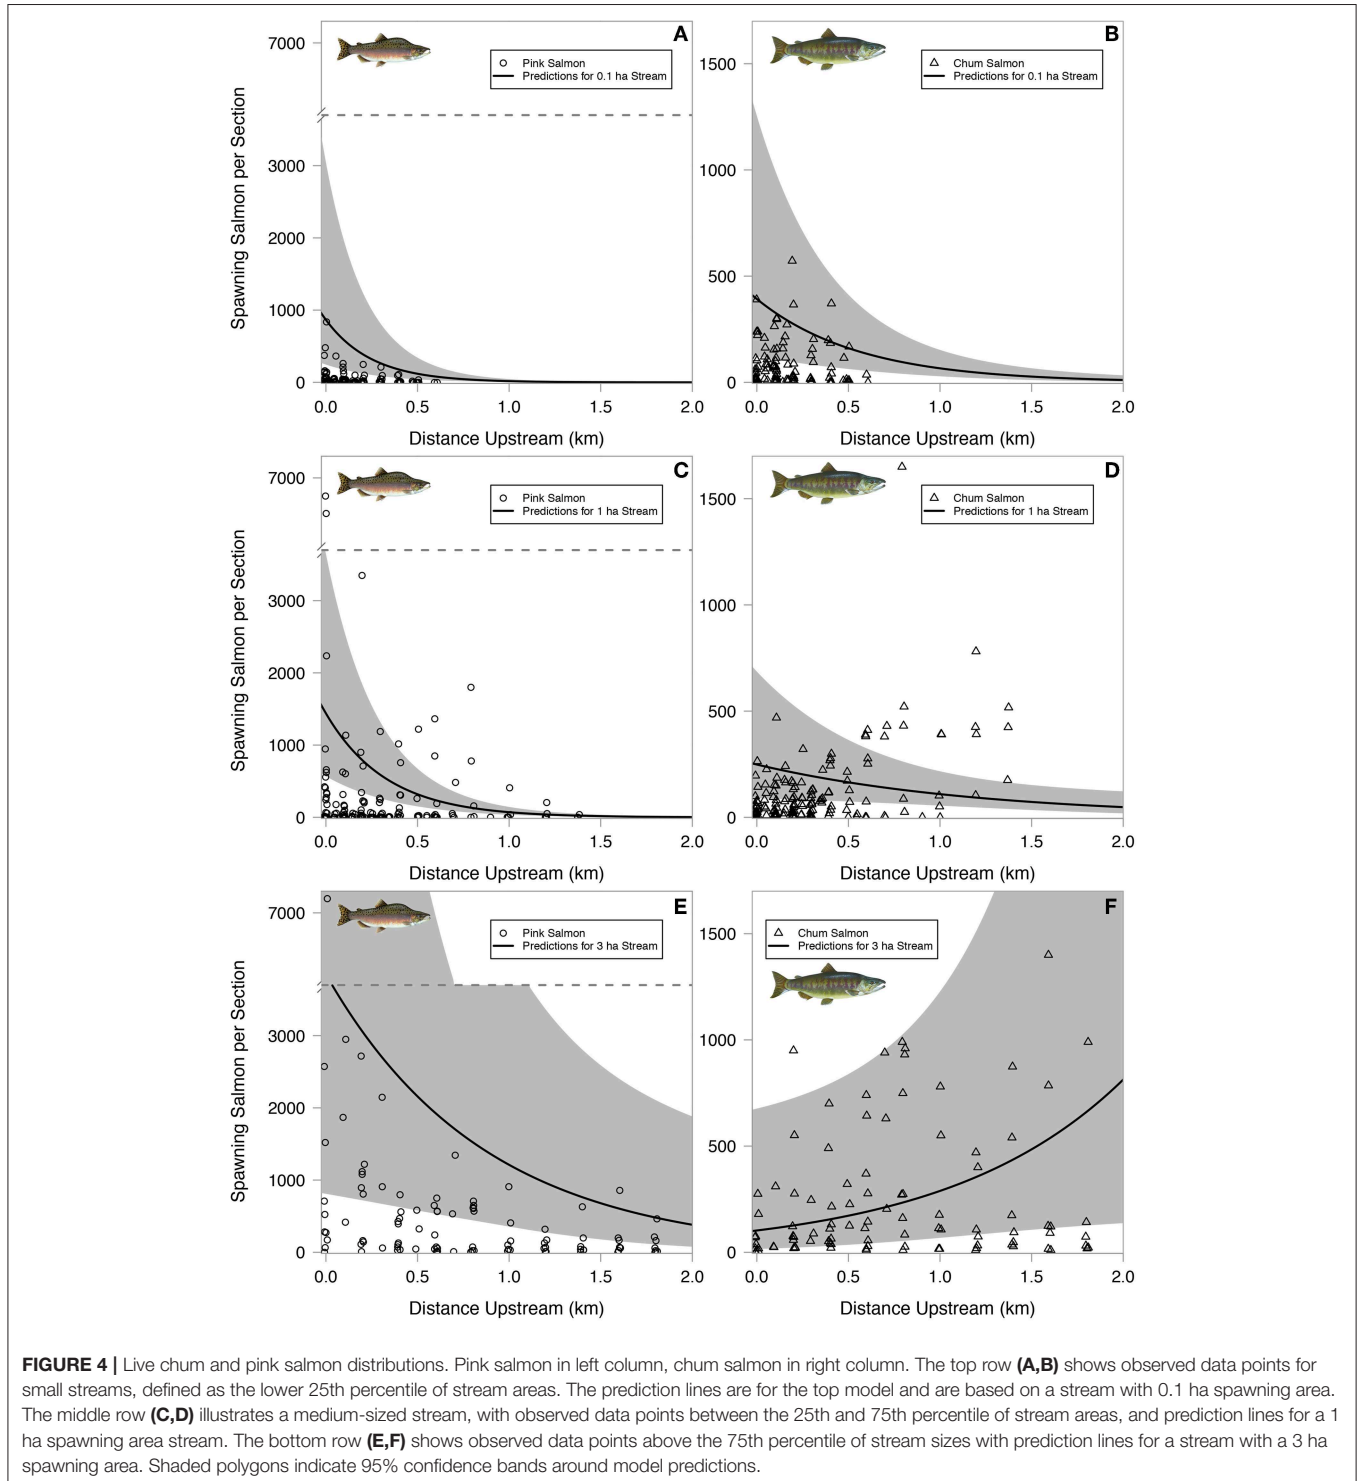 A
7000
Pink Salmon
Predictions for 0.1 ha Stream
3000
2000
1000
0
Spawning Salmon per Section
0.0 0.5 1.0 1.5 2.0
Distance Upstream (km)
B
1500
Chum Salmon
Predictions for 0.1 ha Stream
1000
500
0
0.0 0.5 1.0 1.5 2.0
Distance Upstream (km)
C
7000
Pink Salmon
Predictions for 1 ha Stream
3000
2000
1000
0
Spawning Salmon per Section
0.0 0.5 1.0 1.5 2.0
Distance Upstream (km)
D
1500
Chum Salmon
Predictions for 1 ha Stream
1000
500
0
0.0 0.5 1.0 1.5 2.0
Distance Upstream (km)
E
7000
Pink Salmon
Predictions for 3 ha Stream
3000
2000
1000
0
Spawning Salmon per Section
0.0 0.5 1.0 1.5 2.0
Distance Upstream (km)
F
1500
Chum Salmon
Predictions for 3 ha Stream
1000
500
0
0.0 0.5 1.0 1.5 2.0
Distance Upstream (km)
FIGURE 4 | Live chum and pink salmon distributions. Pink salmon in left column, chum salmon in right column. The top row (A,B) shows observed data points for
small streams, defined as the lower 25th percentile of stream areas. The prediction lines are for the top model and are based on a stream with 0.1 ha spawning area.
The middle row (C,D) illustrates a medium-sized stream, with observed data points between the 25th and 75th percentile of stream areas, and prediction lines for a 1
ha spawning area stream. The bottom row (E,F) shows observed data points above the 75th percentile of stream sizes with prediction lines for a stream with a 3 ha
spawning area. Shaded polygons indicate 95% confidence bands around model predictions.